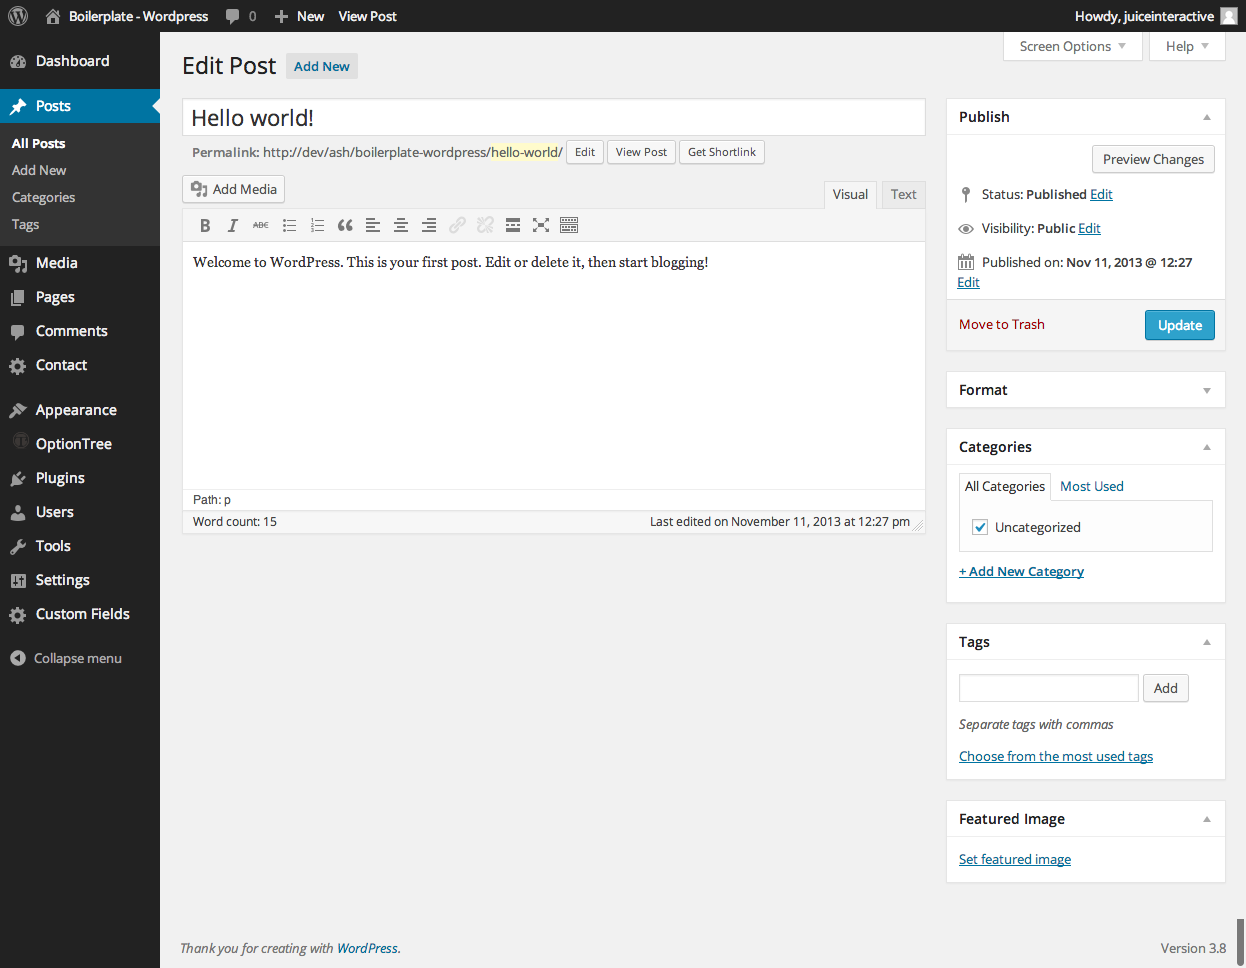 Boilerplate - Wordpress 0 New View Post Howdy, juiceinteractive
Screen Options Help
Dashboard
Posts
All Posts
Add New
Categories
Tags
Media
Pages
Comments
Contact
Appearance
OptionTree
Plugins
Users
Tools
Settings
Custom Fields
Collapse menu
Edit Post Add New
Hello world!
Permalink: http://dev/ash/boilerplate-wordpress/hello-world/ Edit View Post Get Shortlink
Add Media Visual Text
B I ABC
Welcome to WordPress. This is your first post. Edit or delete it, then start blogging!
Path: p
Word count: 15 Last edited on November 11, 2013 at 12:27 pm
Publish
Preview Changes
Status: Published Edit
Visibility: Public Edit
Published on: Nov 11, 2013 @ 12:27
Edit
Move to Trash Update
Format
Categories
All Categories Most Used
Uncategorized
+ Add New Category
Tags
Add
Separate tags with commas
Choose from the most used tags
Featured Image
Set featured image
Thank you for creating with WordPress. Version 3.8